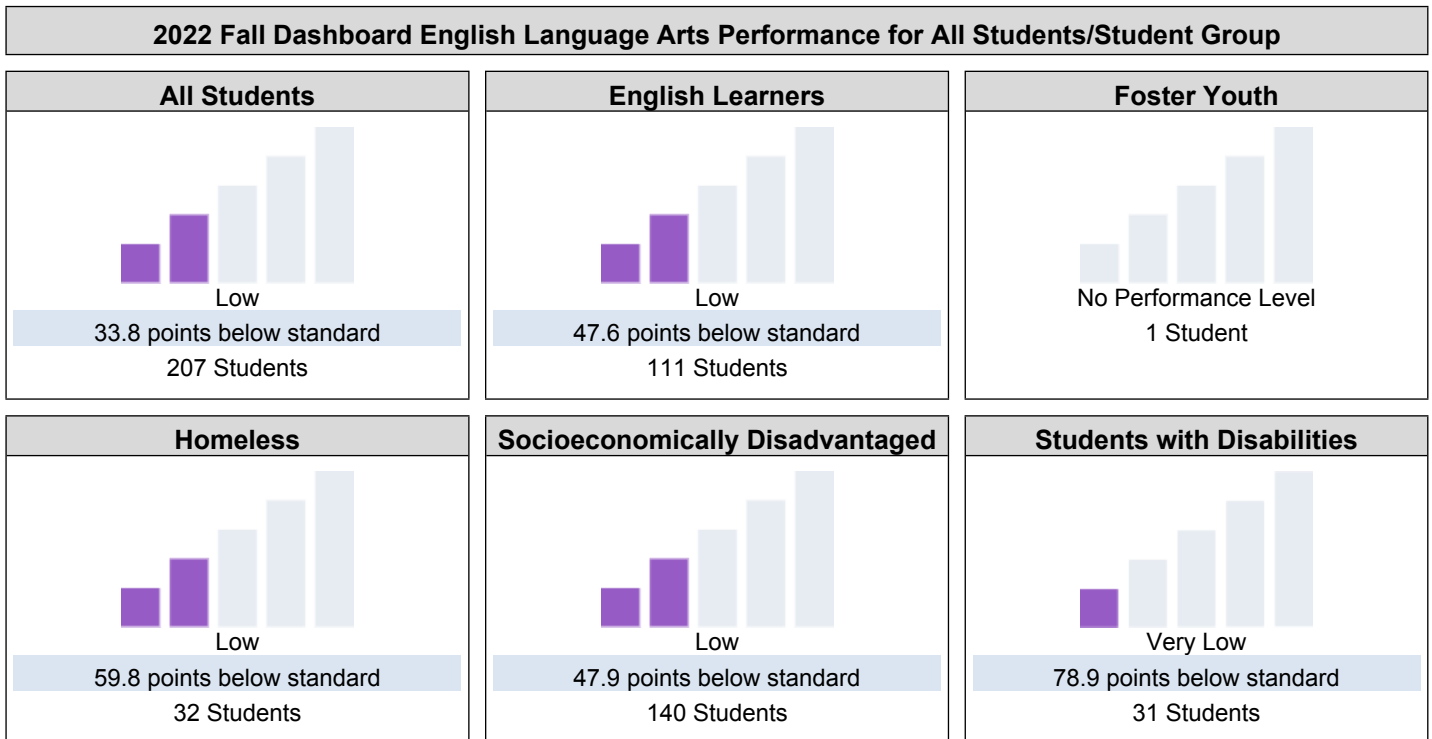 2022 Fall Dashboard English Language Arts Performance for All Students/Student Group
All Students
Low
33.8 points below standard
207 Students
English Learners
Low
47.6 points below standard
111 Students
Foster Youth
No Performance Level
1 Student
Homeless
Low
59.8 points below standard
32 Students
Socioeconomically Disadvantaged
Low
47.9 points below standard
140 Students
Students with Disabilities
Very Low
78.9 points below standard
31 Students